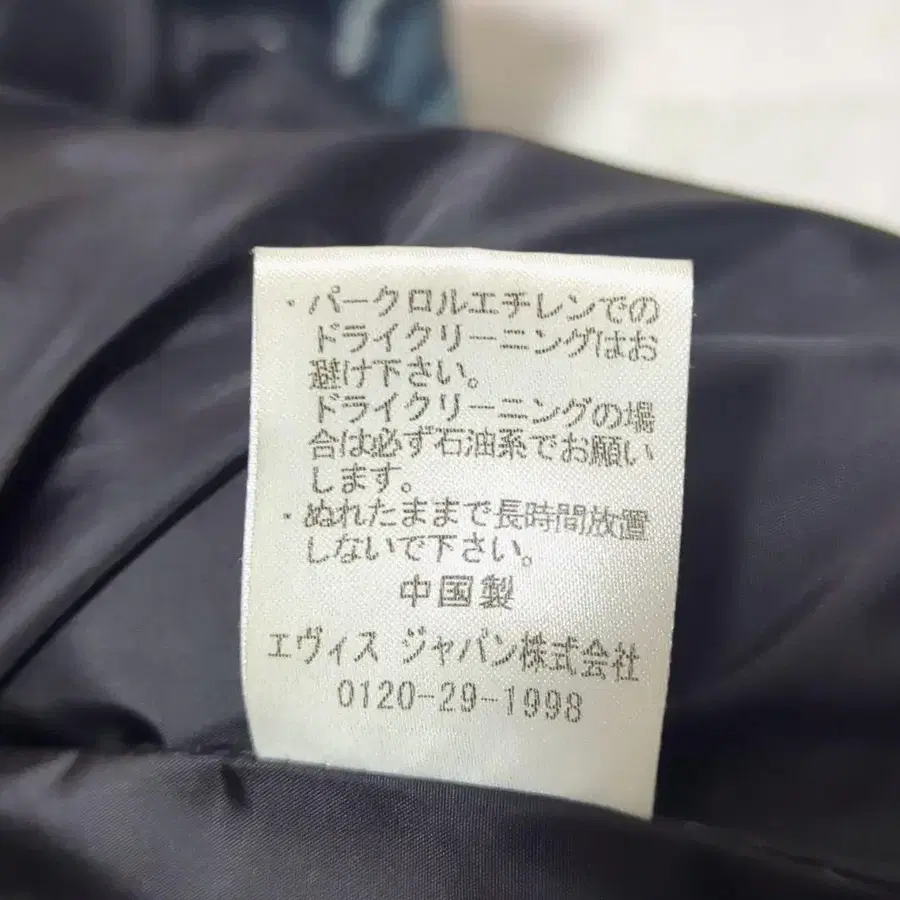 ・パークロルエチレンでの
ドライクリーニングはお
避け下さい。
ドライクリーニングの場
合は必ず石油系でお願い
します。
・ぬれたままで長時間放置
しないで下さい。
中国製
エヴィス ジャパン株式会社
0120-29-1998